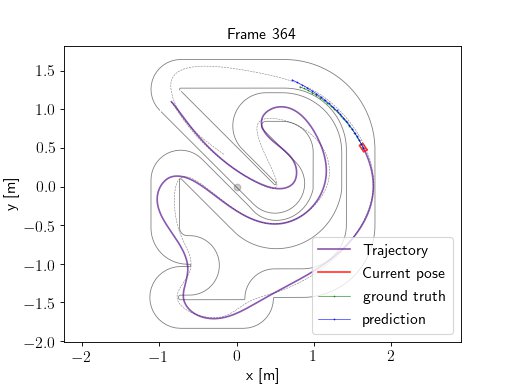 Frame 364
1.5
1.0
0.5
0.0
−0.5
−1.0
−1.5
−2.0
y [m]
−2
−1
0
1
2
x [m]
Trajectory
Current pose
ground truth
prediction